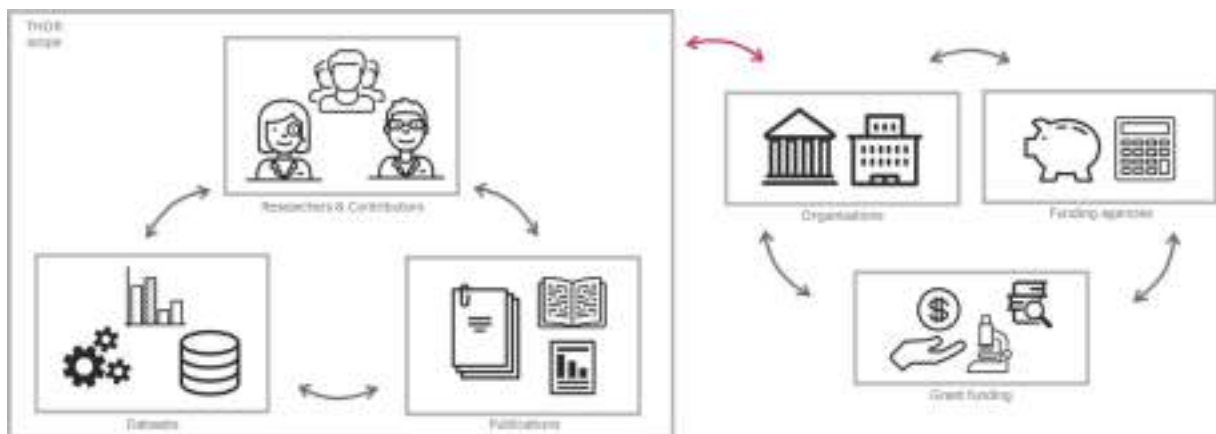 THOR
scope
Researchers & Contributors
Organisations
Funding agencies
Datasets
Publications
Grant funding